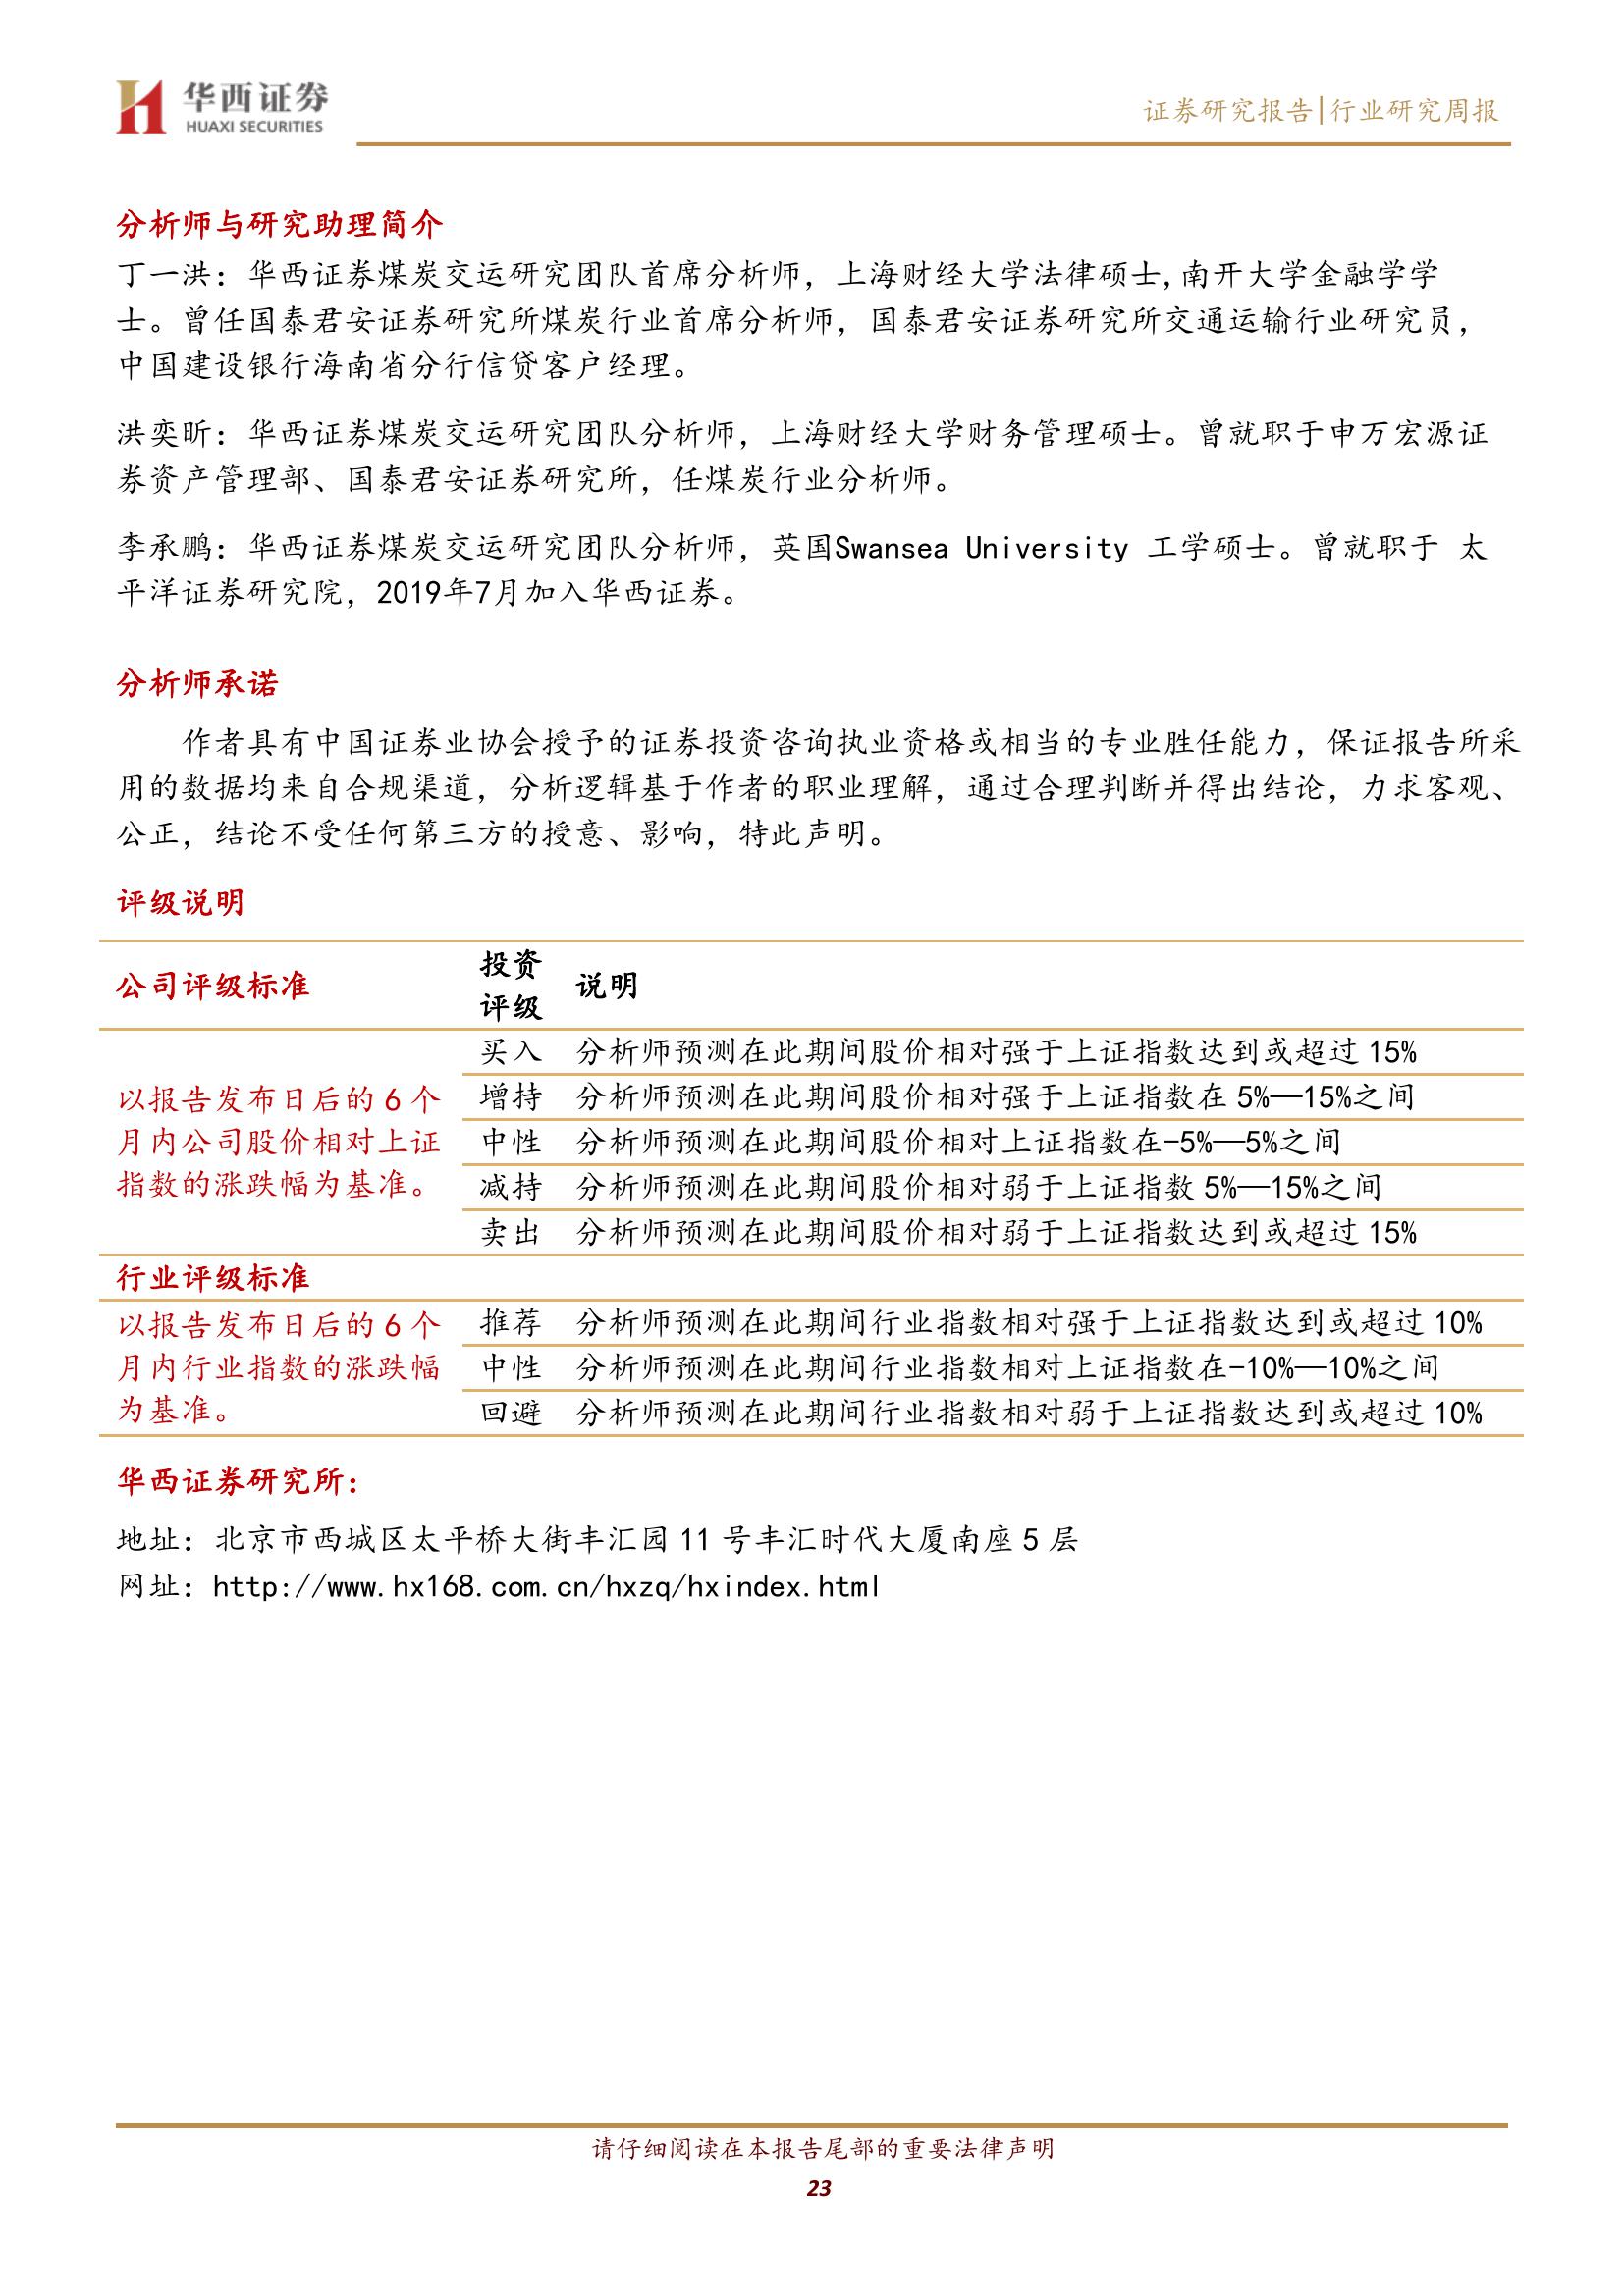 华西证券
HUAXI SECURITIES
证券研究报告|行业研究周报
分析师与研究助理简介
丁一洪：华西证券煤炭交运研究团队首席分析师，上海财经大学法律硕士,南开大学金融学学
士。曾任国泰君安证券研究所煤炭行业首席分析师，国泰君安证券研究所交通运输行业研究员，
中国建设银行海南省分行信贷客户经理。
洪奕昕：华西证券煤炭交运研究团队分析师，上海财经大学财务管理硕士。曾就职于申万宏源证
券资产管理部、国泰君安证券研究所，任煤炭行业分析师。
李承鹏：华西证券煤炭交运研究团队分析师，英国Swansea University 工学硕士。曾就职于 太
平洋证券研究院，2019年7月加入华西证券。
分析师承诺
作者具有中国证券业协会授予的证券投资咨询执业资格或相当的专业胜任能力，保证报告所采
用的数据均来自合规渠道，分析逻辑基于作者的职业理解，通过合理判断并得出结论，力求客观、
公正，结论不受任何第三方的授意、影响，特此声明。
评级说明
公司评级标准
投资
评级
说明
以报告发布日后的 6 个
月内公司股价相对上证
指数的涨跌幅为基准。
买入 分析师预测在此期间股价相对强于上证指数达到或超过 15%
增持 分析师预测在此期间股价相对强于上证指数在 5%—15%之间
中性 分析师预测在此期间股价相对上证指数在-5%—5%之间
减持 分析师预测在此期间股价相对弱于上证指数 5%—15%之间
卖出 分析师预测在此期间股价相对弱于上证指数达到或超过 15%
行业评级标准
以报告发布日后的 6 个
月内行业指数的涨跌幅
为基准。
推荐 分析师预测在此期间行业指数相对强于上证指数达到或超过 10%
中性 分析师预测在此期间行业指数相对上证指数在-10%—10%之间
回避 分析师预测在此期间行业指数相对弱于上证指数达到或超过 10%
华西证券研究所：
地址：北京市西城区太平桥大街丰汇园 11 号丰汇时代大厦南座 5 层
网址：http://www.hx168.com.cn/hxzq/hxindex.html
请仔细阅读在本报告尾部的重要法律声明
23